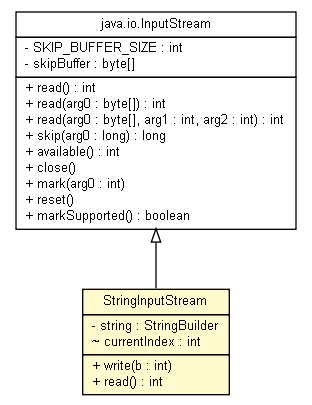 java.io.InputStream
- SKIP_BUFFER_SIZE : int
- skipBuffer : byte[]
+ read() : int
+ read(arg0 : byte[]) : int
+ read(arg0 : byte[], arg1 : int, arg2 : int) : int
+ skip(arg0 : long) : long
+ available() : int
+ close()
+ mark(arg0 : int)
+ reset()
+ markSupported() : boolean
StringInputStream
- string : StringBuilder
~ currentIndex : int
+ write(b : int)
+ read() : int